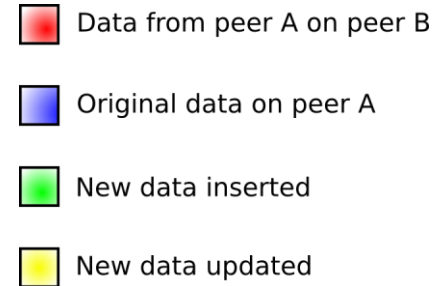 Data from peer A on peer B
Original data on peer A
New data inserted
New data updated